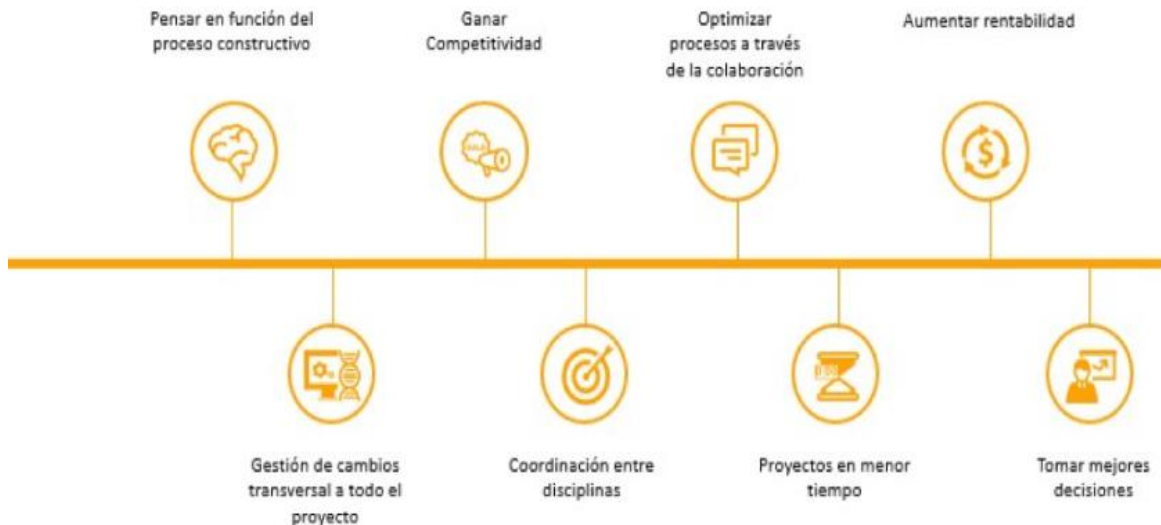 Pensar en función del
proceso constructivo
Ganar
Competitividad
Optimizar
procesos a través
de la colaboración
Aumentar rentabilidad
SALE
$
Gestión de cambios
transversal a todo el
proyecto
Coordinación entre
disciplinas
Proyectos en menor
tiempo
Tomar mejores
decisiones